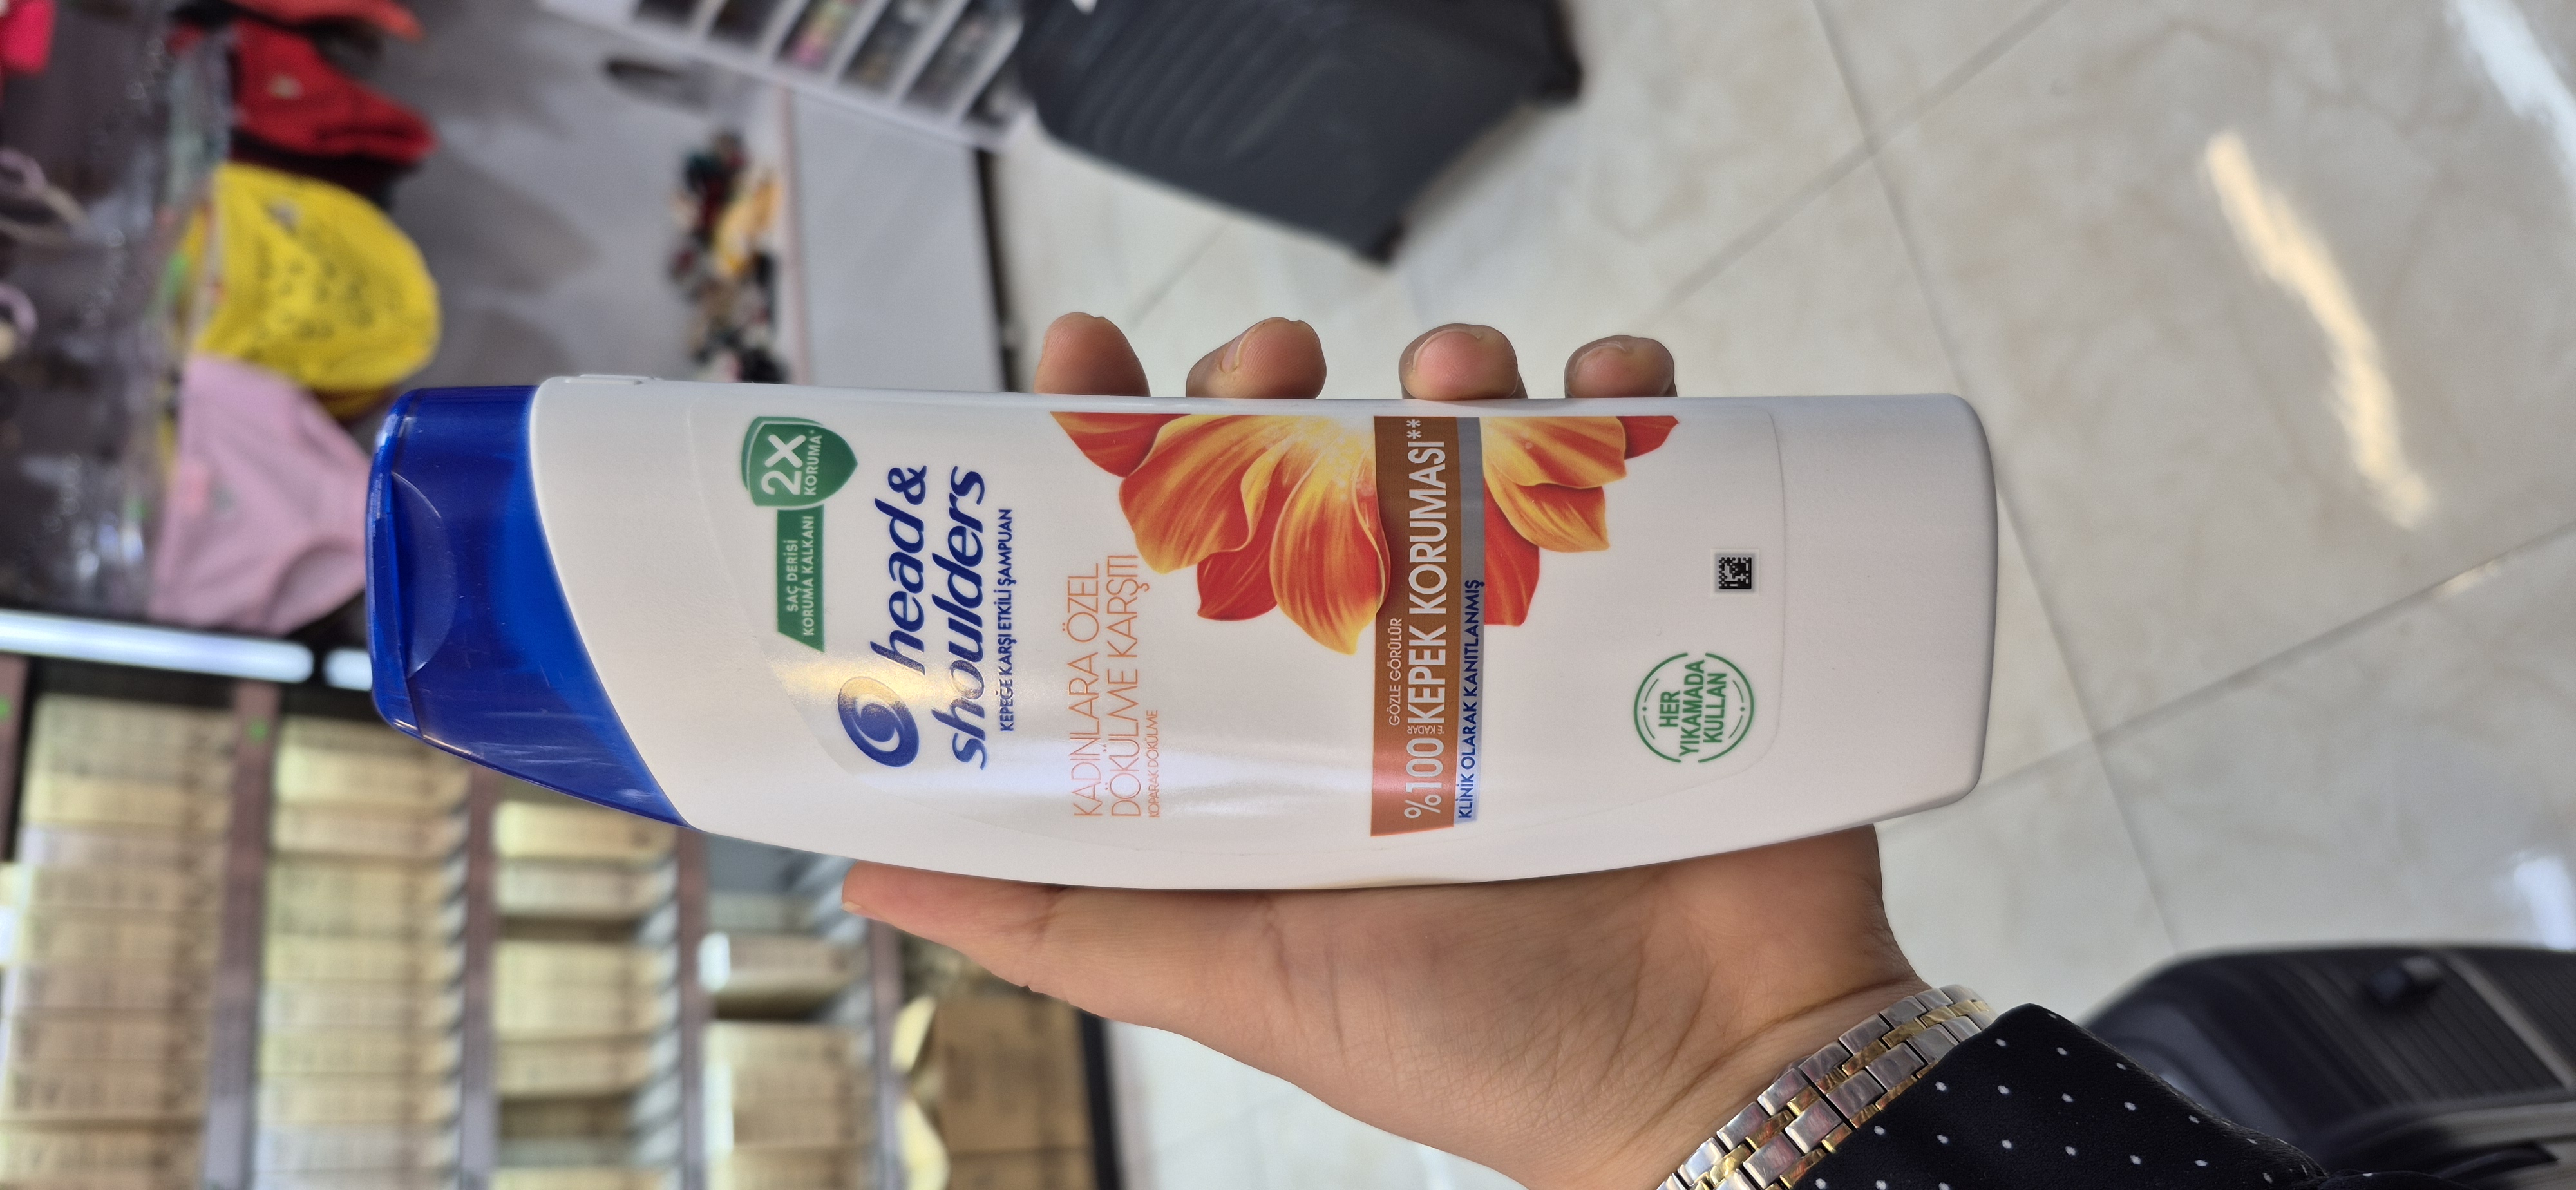 SAÇ DERİSİ
KORUMA KALKANI
2X
KORUMA*
head &
shoulders
KEPEĞE KARŞI ETKİLİ ŞAMPUAN
KADINLARA ÖZEL
DÖKÜLME KARŞITI
KOPARAK DÖKÜLME
GÖZLE GÖRÜLÜR
%100 KEPEK KORUMASI**
KLİNİK OLARAK KANITLANMIŞ
HER
YIKAMADA
KULLAN